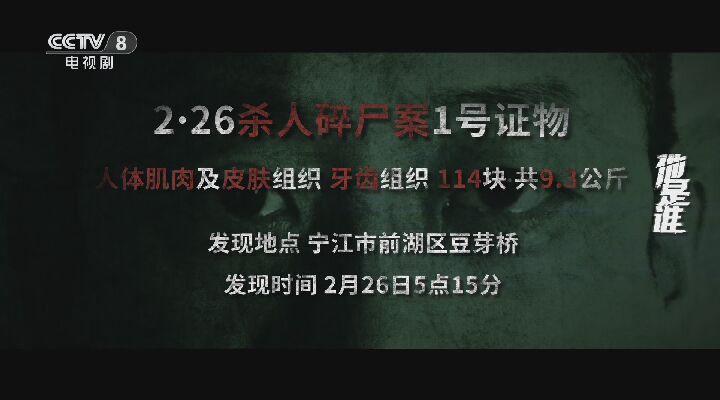 CCTV 8
电视剧
2·26杀人碎尸案1号证物
人体肌肉及皮肤组织 牙齿组织 114块 共9.3公斤
他是谁
发现地点 宁江市前湖区豆芽桥
发现时间 2月26日5点15分